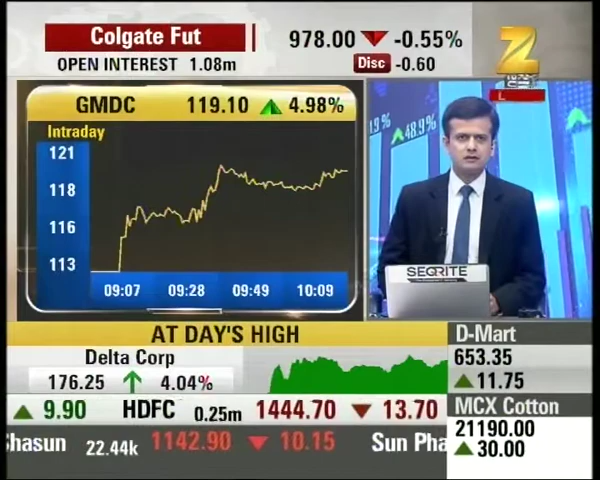 Colgate Fut 978.00 -0.55%
OPEN INTEREST 1.08m Disc -0.60
GMDC 119.10 4.98%
Intraday
121
118
116
113
09:07 09:28 09:49 10:09
9% 48.9%
SEQRITE
AT DAY'S HIGH
Delta Corp
176.25 4.04%
D-Mart
653.35
11.75
MCX Cotton
21190.00
30.00
9.90 HDFC 0.25m 1444.70 13.70
Shasun 22.44k 1142.90 10.15 Sun Pha